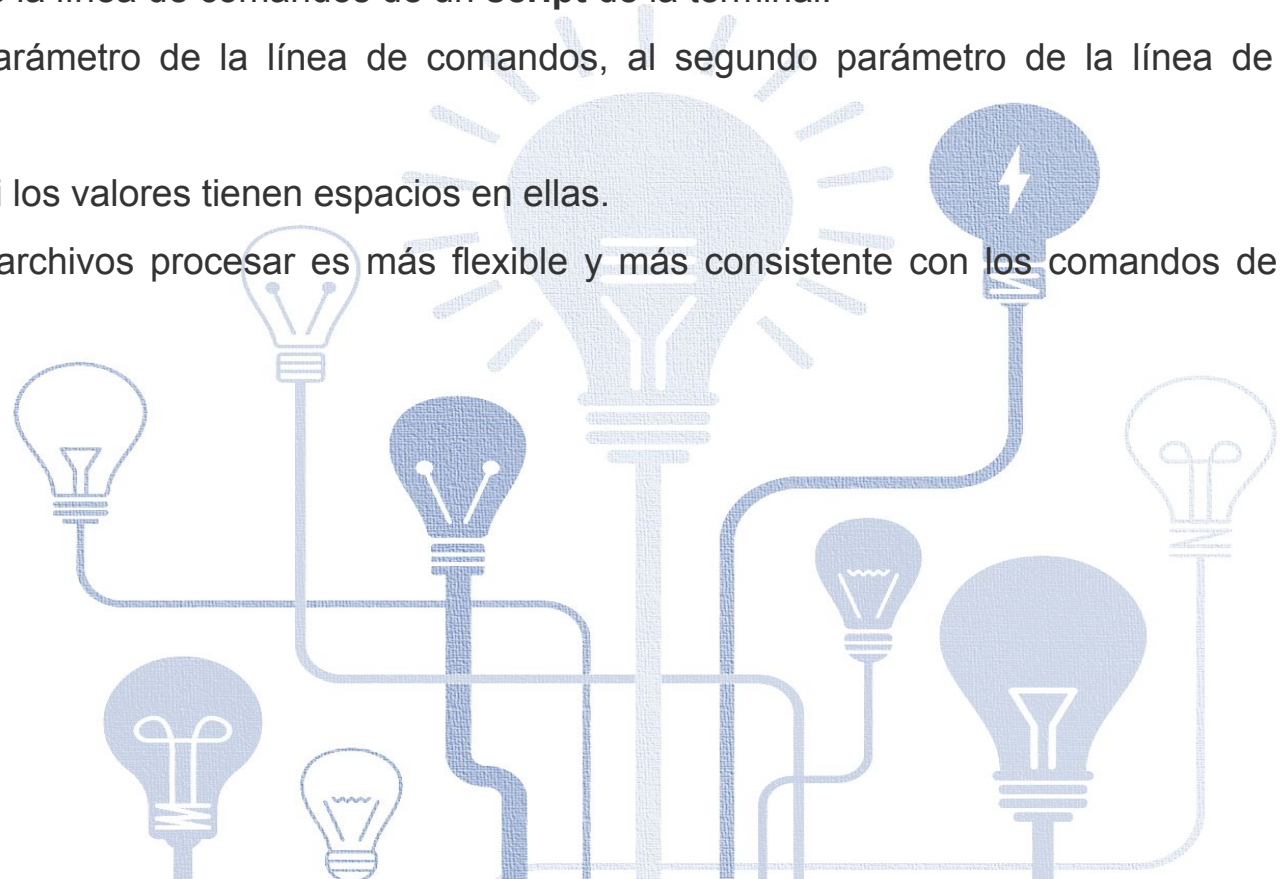 la línea de comandos de un script de la terminal.
parámetro de la línea de comandos, al segundo parámetro de la línea de
los valores tienen espacios en ellas.
archivos procesar es más flexible y más consistente con los comandos de